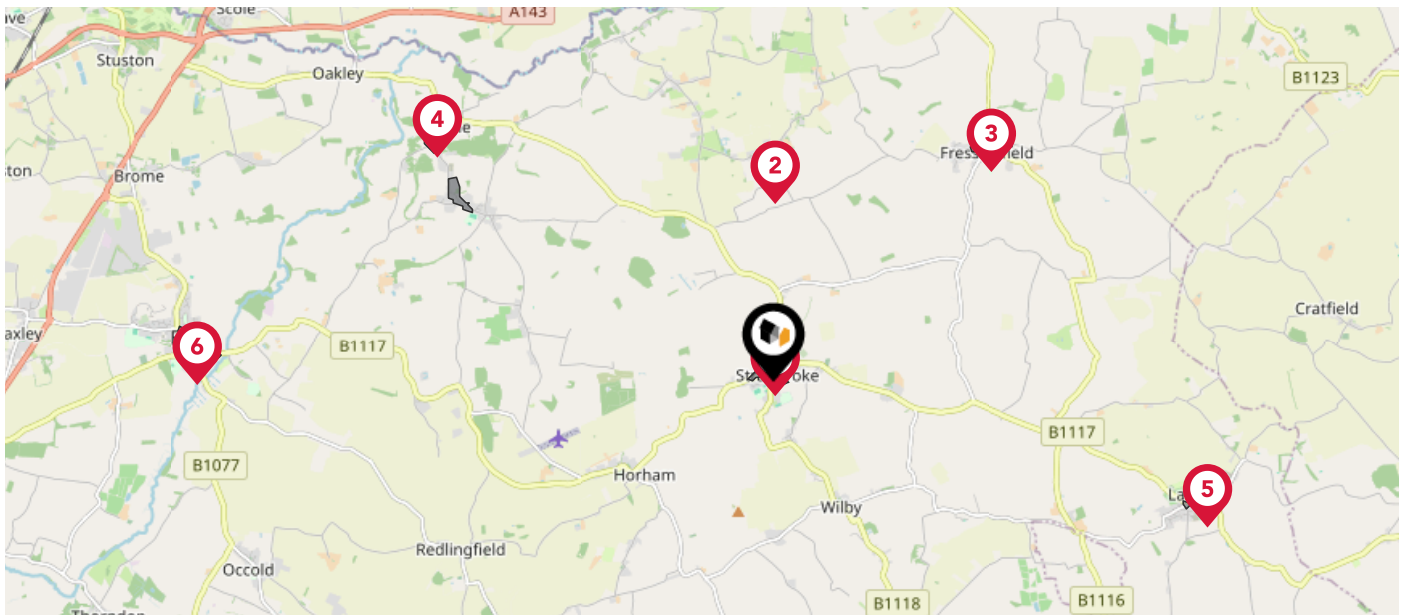 Scole
A143
Stuston
Oakley
B1123
4
3
2
Brome
Cratfield
6
B1117
B1117
5
B1077
Horham
Wilby
Redlingfield
Occold
B1118
B1116